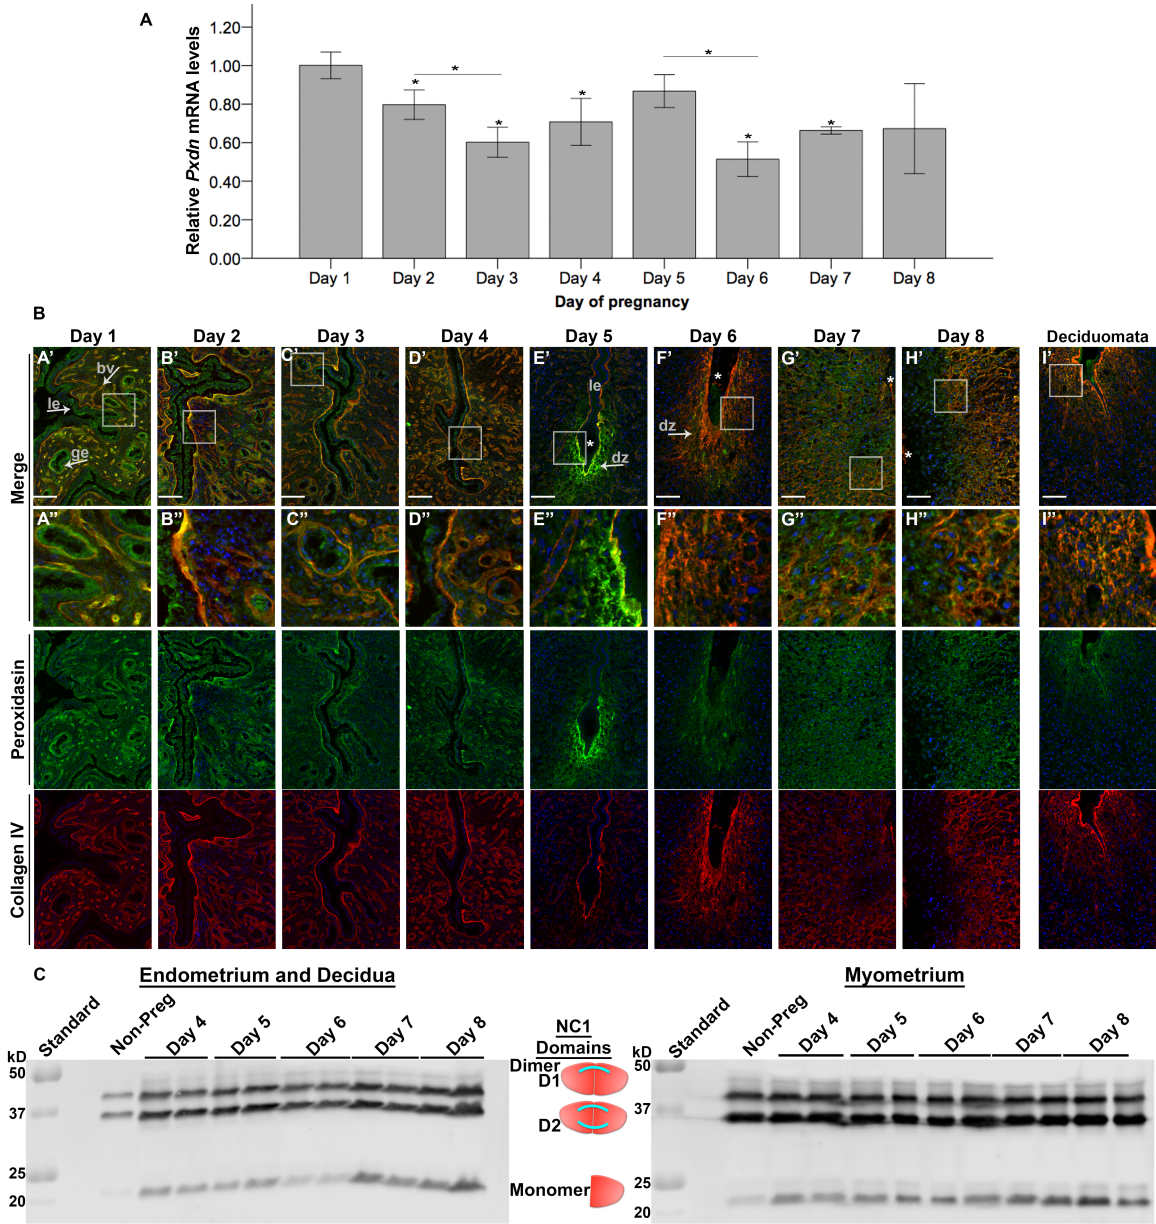 A
Relative Pxdn mRNA levels
1.20
1.00
0.80
0.60
0.40
0.20
0.00
* * * * * * * *
Day 1 Day 2 Day 3 Day 4 Day 5 Day 6 Day 7 Day 8
Day of pregnancy
B
Day 1 Day 2 Day 3 Day 4 Day 5 Day 6 Day 7 Day 8 Deciduomata
Merge
A' B' C' D' E' F' G' H' I'
bv
le
ge
le
*
dz
*
dz
*
*
A'' B'' C'' D'' E'' F'' G'' H'' I''
Peroxidasin
Collagen IV
C
Endometrium and Decidua
Standard
Non-Preg
Day 4
Day 5
Day 6
Day 7
Day 8
kD
50
37
25
20
NC1
Domains
Dimer
D1
D2
Monomer
Myometrium
Standard
Non-Preg
Day 4
Day 5
Day 6
Day 7
Day 8
kD
50
37
25
20